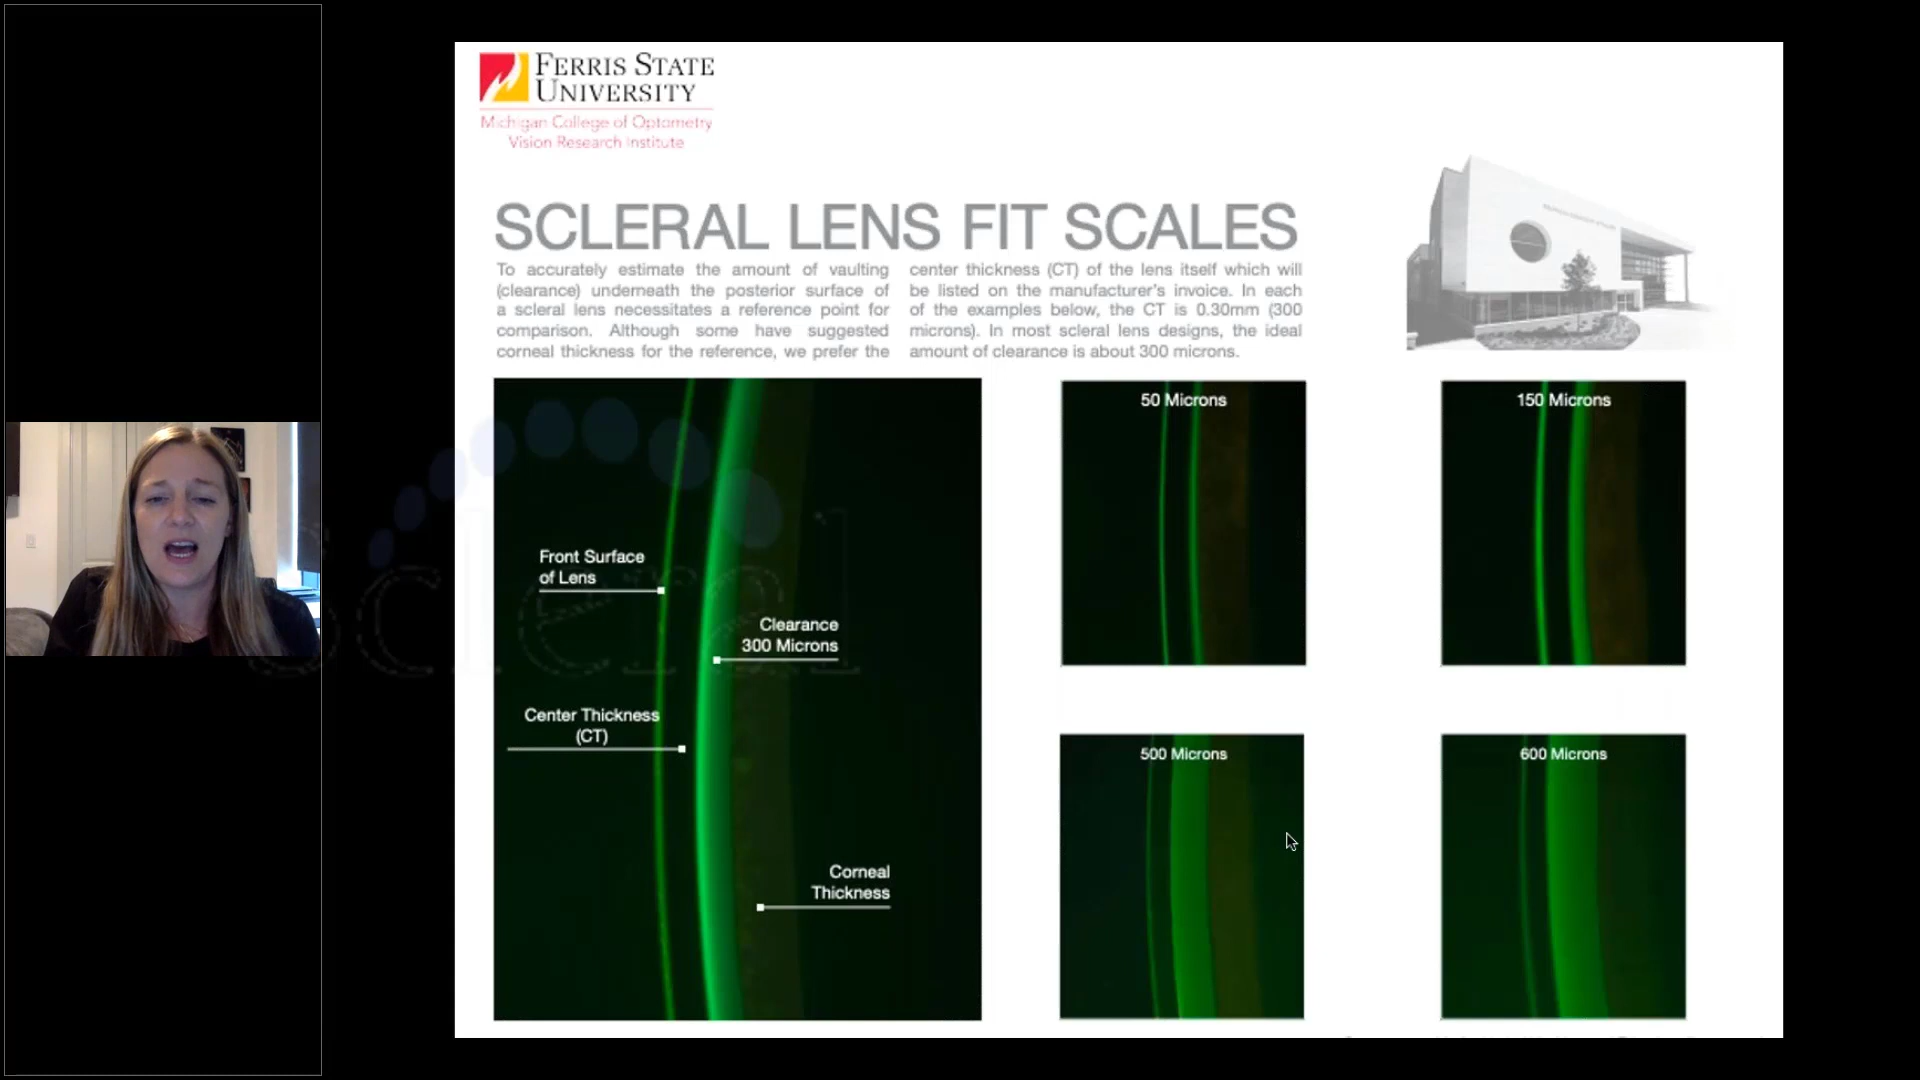 FERRIS STATE
UNIVERSITY
Michigan College of Optometry
Vision Research Institute
SCLERAL LENS FIT SCALES
To accurately estimate the amount of vaulting
(clearance) underneath the posterior surface of
a scleral lens necessitates a reference point for
comparison. Although some have suggested
corneal thickness for the reference, we prefer the
center thickness (CT) of the lens itself which will
be listed on the manufacturer's invoice. In each
of the examples below, the CT is 0.30mm (300
microns). In most scleral lens designs, the ideal
amount of clearance is about 300 microns.
Front Surface
of Lens
Clearance
300 Microns
Center Thickness
(CT)
Corneal
Thickness
50 Microns
150 Microns
500 Microns
600 Microns
scleral